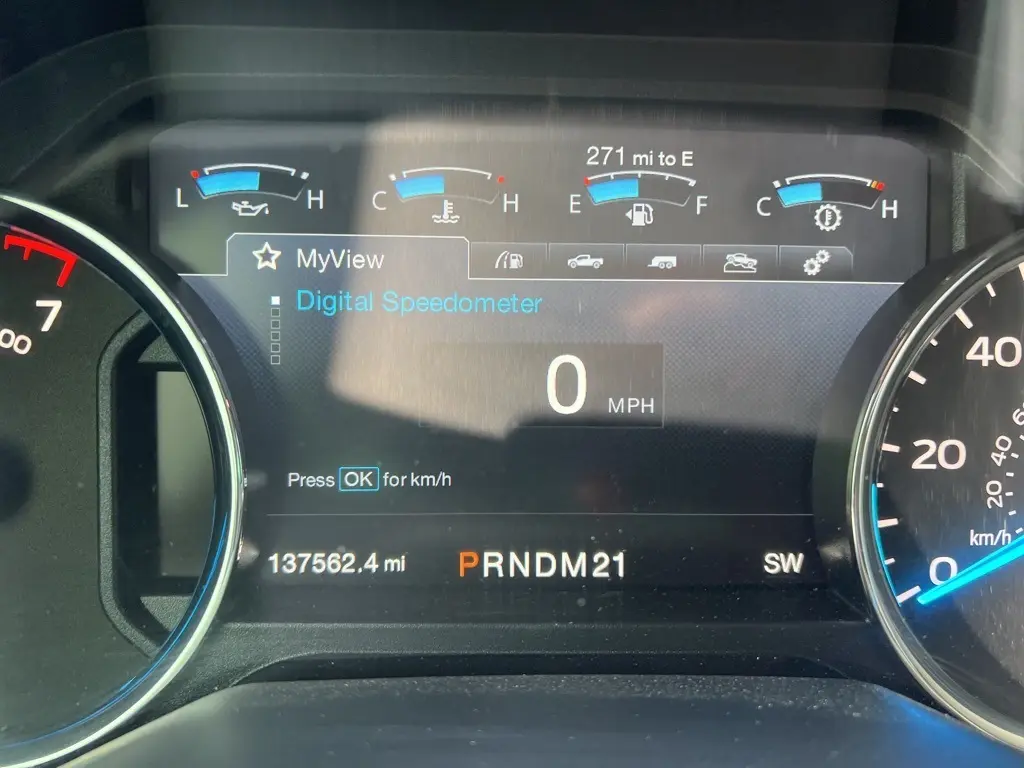 271 mi to E
L H C H E F C H
MyView
Digital Speedometer
0 MPH
Press OK for km/h
137562.4 mi PRNDM21 SW
7
00
40
20
0
40
20
km/h